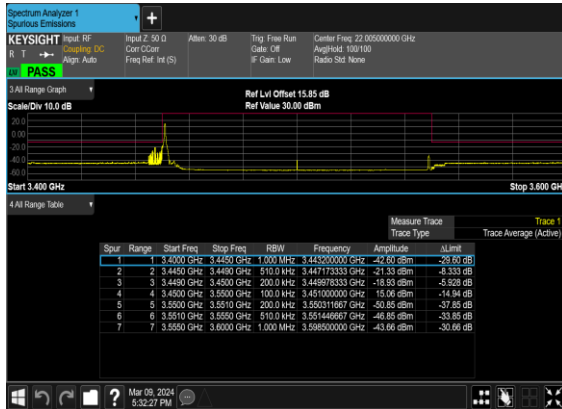 Spectrum Analyzer 1
Spurious Emissions
+
KEYSIGHT Input: RF Input Z: 50 Ω Atten: 30 dB Trig: Free Run Center Freq: 22.005000000 GHz
R T Coupling: DC Corr CCorr Gate: Off Avg|Hold: 100/100
Align: Auto Freq Ref: Int (S) IF Gain: Low Radio Std: None
PASS
3 All Range Graph
Ref Lvl Offset 15.85 dB
Scale/Div 10.0 dB Ref Value 30.00 dBm
20.0
0.00
-20.0
-40.0
-60.0
Start 3.400 GHz Stop 3.600 GH
4 All Range Table
Measure Trace Trace 1
Trace Type Trace Average (Active)
Spur Range Start Freq Stop Freq RBW Frequency Amplitude ΔLimit
1 1 3.4000 GHz 3.4450 GHz 1.000 MHz 3.443200000 GHz -42.60 dBm -29.60 dB
2 2 3.4450 GHz 3.4490 GHz 510.0 kHz 3.447173333 GHz -21.33 dBm -8.333 dB
3 3 3.4490 GHz 3.4500 GHz 200.0 kHz 3.449978333 GHz -18.93 dBm -5.928 dB
4 4 3.4500 GHz 3.5500 GHz 100.0 kHz 3.451000000 GHz 15.06 dBm -14.94 dB
5 5 3.5500 GHz 3.5510 GHz 200.0 kHz 3.550311667 GHz -50.85 dBm -37.85 dB
6 6 3.5510 GHz 3.5550 GHz 510.0 kHz 3.551446667 GHz -46.85 dBm -33.85 dB
7 7 3.5550 GHz 3.6000 GHz 1.000 MHz 3.598500000 GHz -43.66 dBm -30.66 dB
? Mar 09, 2024
5:32:27 PM